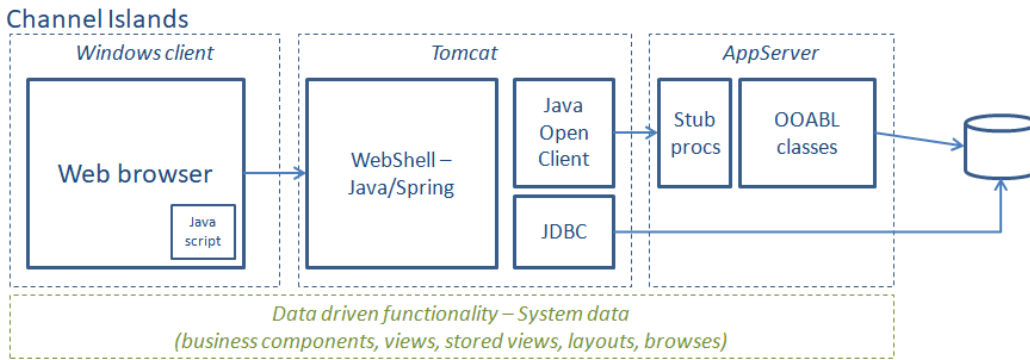 Channel Islands
Windows client
Tomcat
AppServer
Web browser
Java
script
WebShell –
Java/Spring
Java
Open
Client
JDBC
Stub
procs
OOABL
classes
Data driven functionality – System data
(business components, views, stored views, layouts, browses)